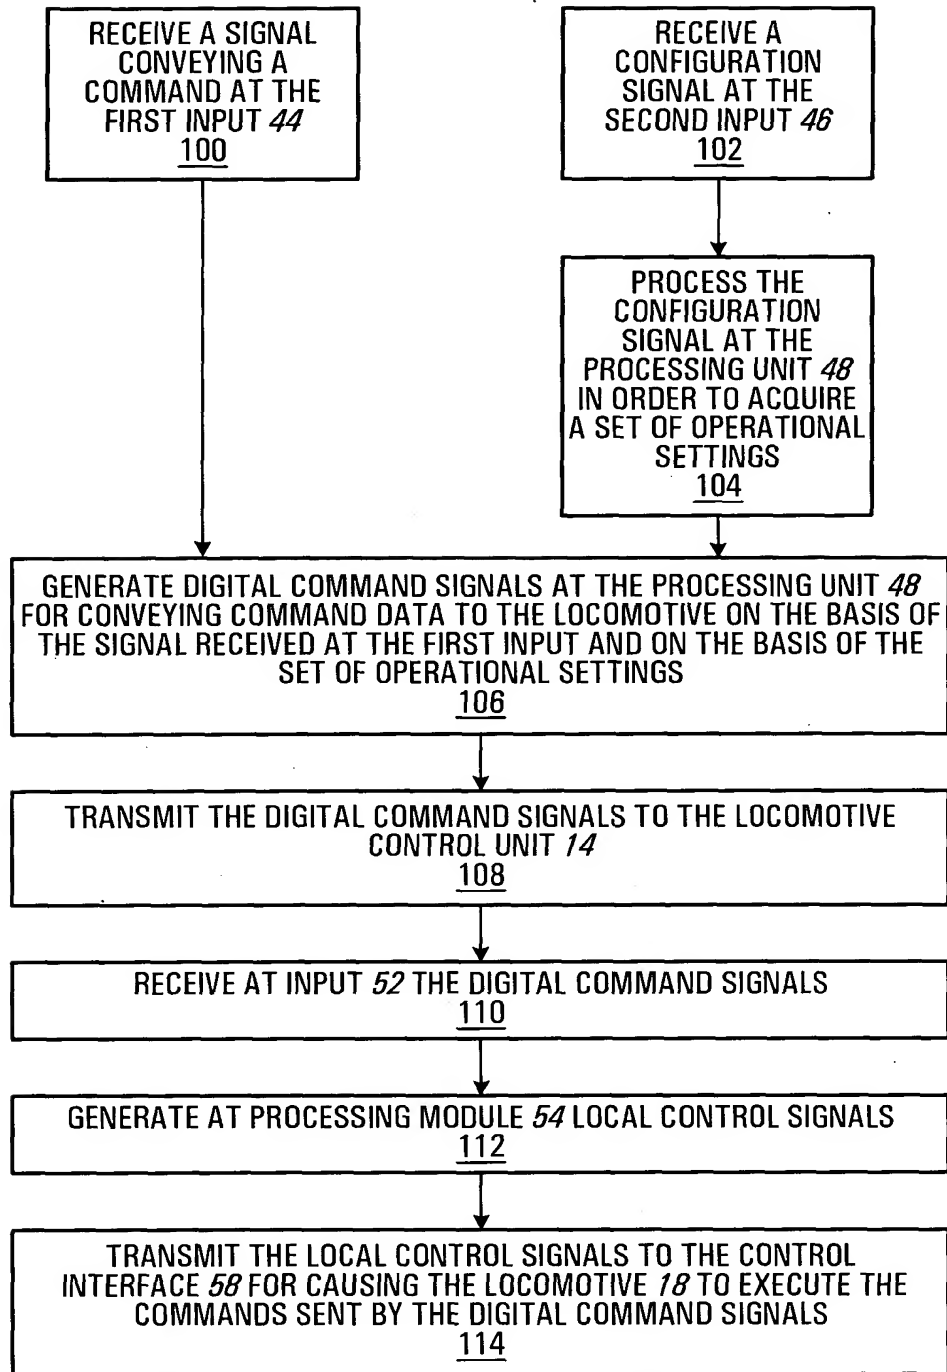 RECEIVE A SIGNAL
CONVEYING A
COMMAND AT THE
FIRST INPUT 44
100
RECEIVE A
CONFIGURATION
SIGNAL AT THE
SECOND INPUT 46
102
PROCESS THE
CONFIGURATION
SIGNAL AT THE
PROCESSING UNIT 48
IN ORDER TO ACQUIRE
A SET OF OPERATIONAL
SETTINGS
104
GENERATE DIGITAL COMMAND SIGNALS AT THE PROCESSING UNIT 48
FOR CONVEYING COMMAND DATA TO THE LOCOMOTIVE ON THE BASIS OF
THE SIGNAL RECEIVED AT THE FIRST INPUT AND ON THE BASIS OF THE
SET OF OPERATIONAL SETTINGS
106
TRANSMIT THE DIGITAL COMMAND SIGNALS TO THE LOCOMOTIVE
CONTROL UNIT 14
108
RECEIVE AT INPUT 52 THE DIGITAL COMMAND SIGNALS
110
GENERATE AT PROCESSING MODULE 54 LOCAL CONTROL SIGNALS
112
TRANSMIT THE LOCAL CONTROL SIGNALS TO THE CONTROL
INTERFACE 58 FOR CAUSING THE LOCOMOTIVE 18 TO EXECUTE THE
COMMANDS SENT BY THE DIGITAL COMMAND SIGNALS
114